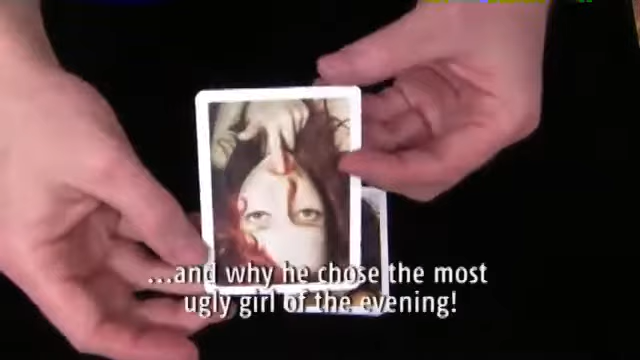 ...and why he chose the most
ugly girl of the evening!